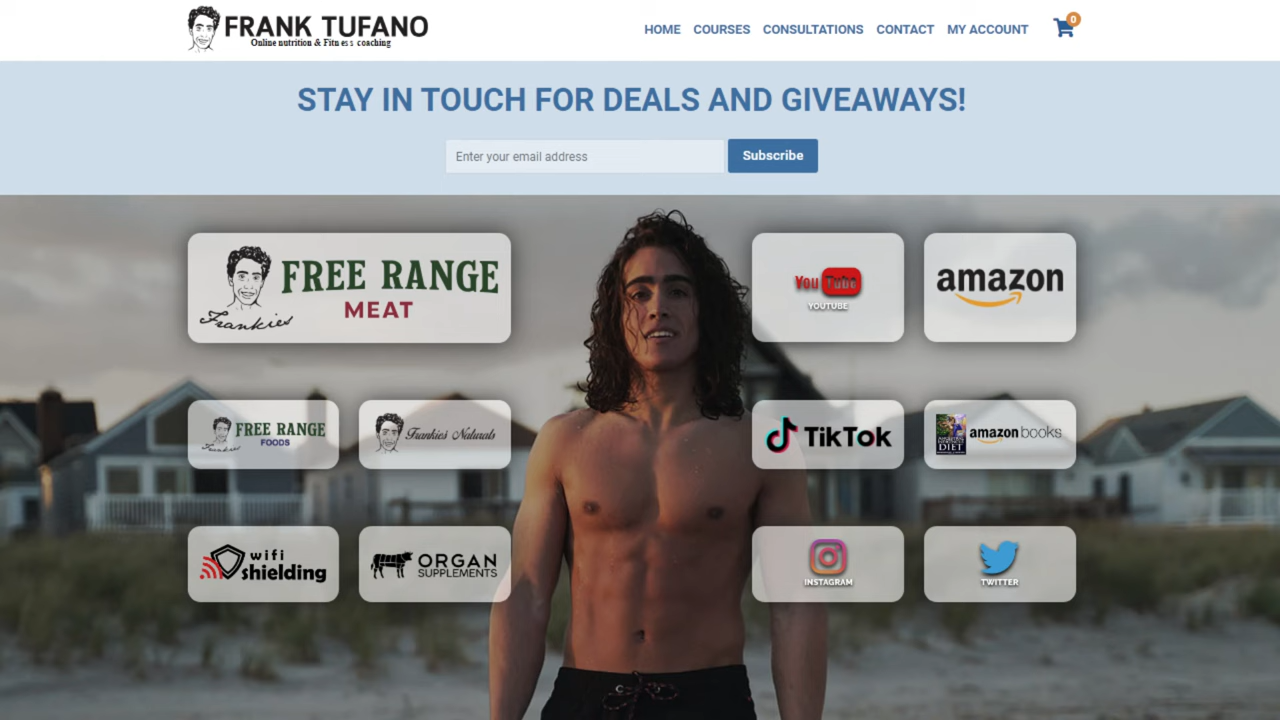 FRANK TUFANO
Online nutrition & Fitness coaching
HOME COURSES CONSULTATIONS CONTACT MY ACCOUNT
0
STAY IN TOUCH FOR DEALS AND GIVEAWAYS!
Enter your email address
Subscribe
FREE RANGE
MEAT
Frankies
YouTube
YOUTUBE
amazon
FREE RANGE
FOODS
Frankies
Frankies Naturals
TikTok
DIET
amazon books
wifi
shielding
ORGAN
SUPPLEMENTS
INSTAGRAM
TWITTER